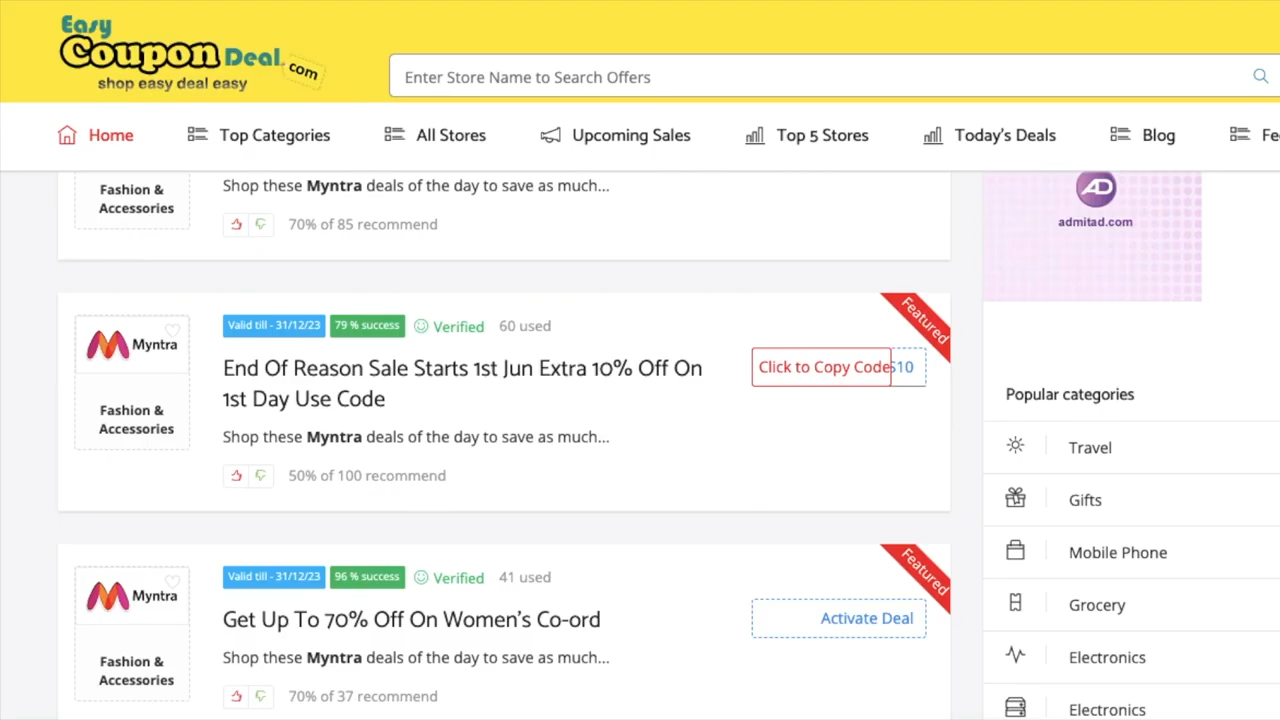 Easy
Coupon Deal.com
shop easy deal easy
Enter Store Name to Search Offers
Home
Top Categories
All Stores
Upcoming Sales
Top 5 Stores
Today's Deals
Blog
Fe
Fashion &
Accessories
Shop these Myntra deals of the day to save as much...
70% of 85 recommend
AD
admitad.com
Myntra
Fashion &
Accessories
Valid till - 31/12/23
79 % success
Verified
60 used
End Of Reason Sale Starts 1st Jun Extra 10% Off On
1st Day Use Code
Shop these Myntra deals of the day to save as much...
50% of 100 recommend
Featured
Click to Copy Code
10
Popular categories
Travel
Gifts
Mobile Phone
Grocery
Electronics
Electronics
Myntra
Fashion &
Accessories
Valid till - 31/12/23
96 % success
Verified
41 used
Get Up To 70% Off On Women's Co-ord
Shop these Myntra deals of the day to save as much...
70% of 37 recommend
Featured
Activate Deal